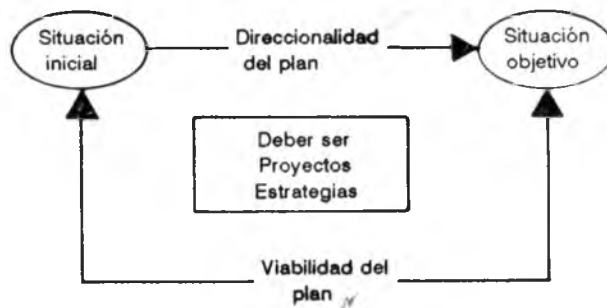 Situación
inicial
Direccionalidad
del plan
Situación
objetivo
Deber ser
Proyectos
Estrategias
Viabilidad del
plan